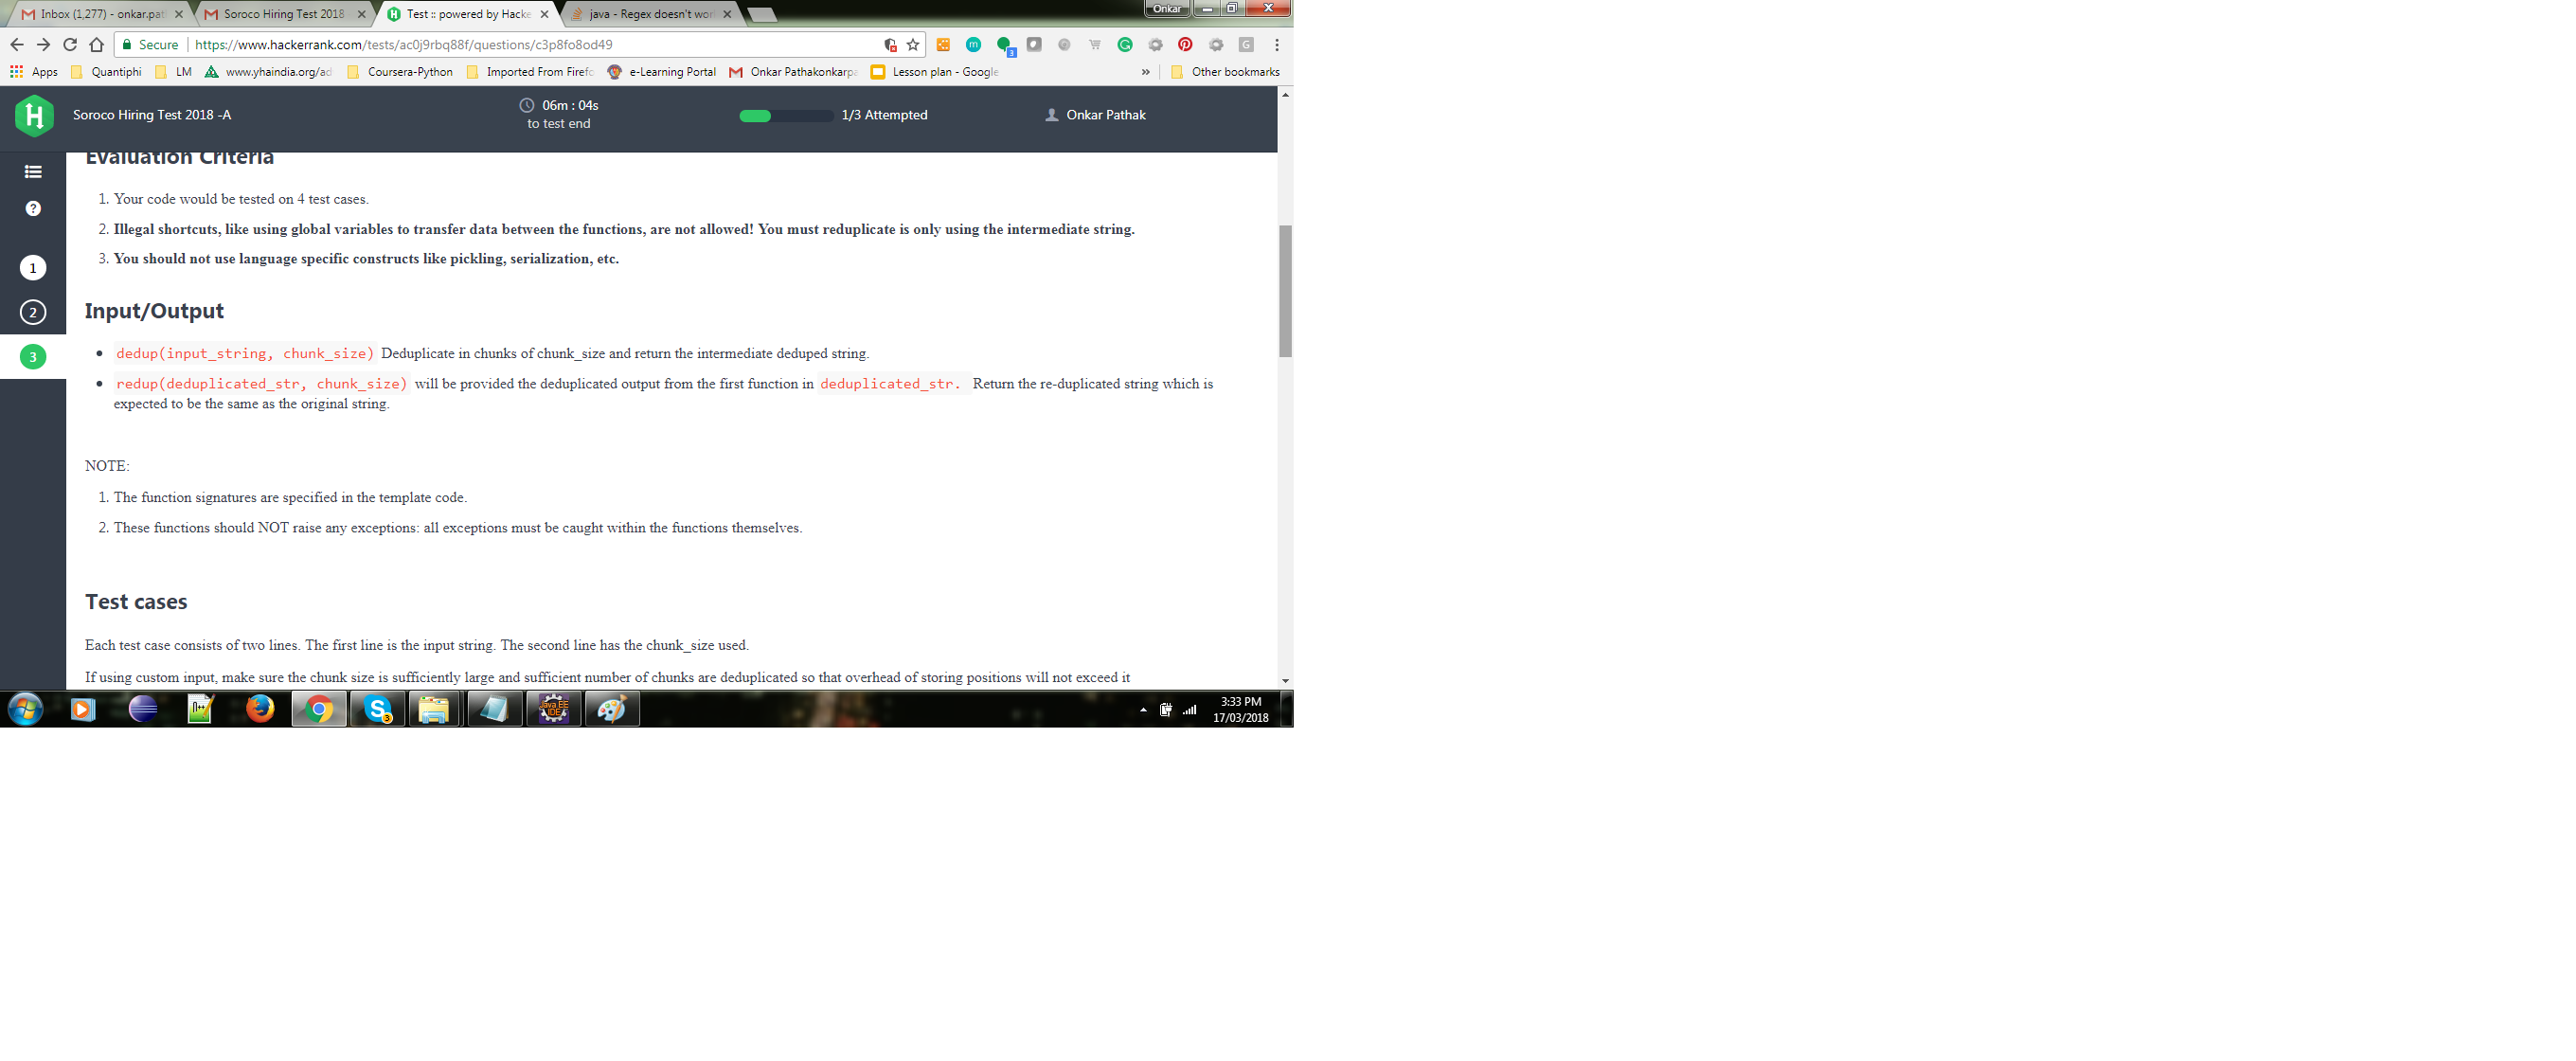 Inbox (1,277) - onkar.pat
Soroco Hiring Test 2018
Test :: powered by Hacke
java - Regex doesn't wor
Onkar
Secure
https://www.hackerrank.com/tests/ac0j9rbq88f/questions/c3p8fo8od49
m
3
G
Apps
Quantiphi
LM
www.yhaindia.org/ad
Coursera-Python
Imported From Firefo
e-Learning Portal
Onkar Pathakonkarpa
Lesson plan - Google
»
Other bookmarks
H
Soroco Hiring Test 2018 -A
06m : 04s
to test end
1/3 Attempted
Onkar Pathak
?
1
2
3
Evaluation Criteria
1. Your code would be tested on 4 test cases.
2. Illegal shortcuts, like using global variables to transfer data between the functions, are not allowed! You must reduplicate is only using the intermediate string.
3. You should not use language specific constructs like pickling, serialization, etc.
Input/Output
• dedup(input_string, chunk_size) Deduplicate in chunks of chunk_size and return the intermediate deduped string.
• redup(deduplicated_str, chunk_size) will be provided the deduplicated output from the first function in deduplicated_str. Return the re-duplicated string which is
expected to be the same as the original string.
NOTE:
1. The function signatures are specified in the template code.
2. These functions should NOT raise any exceptions: all exceptions must be caught within the functions themselves.
Test cases
Each test case consists of two lines. The first line is the input string. The second line has the chunk_size used.
If using custom input, make sure the chunk size is sufficiently large and sufficient number of chunks are deduplicated so that overhead of storing positions will not exceed it
n++
S
3
Java EE
IDE
3:33 PM
17/03/2018